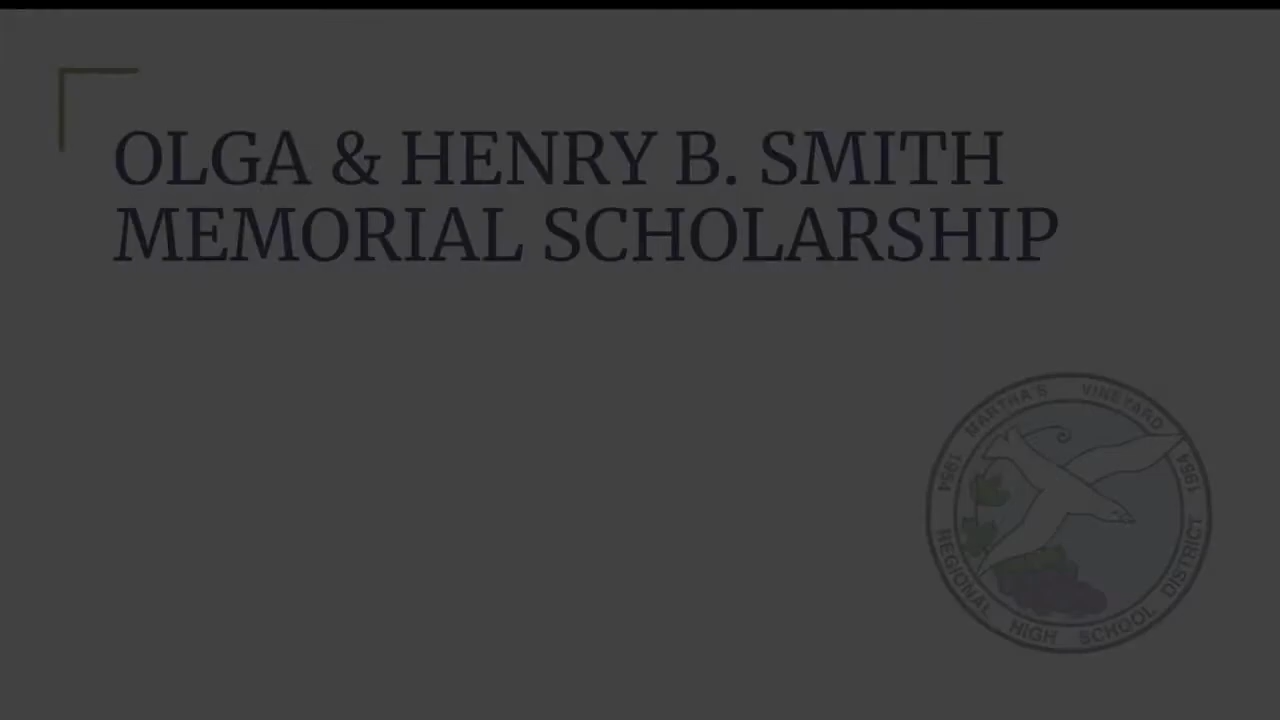 OLGA & HENRY B. SMITH
MEMORIAL SCHOLARSHIP
MARTHA'S VINEYARD
1954 1954
REGIONAL HIGH SCHOOL DISTRICT